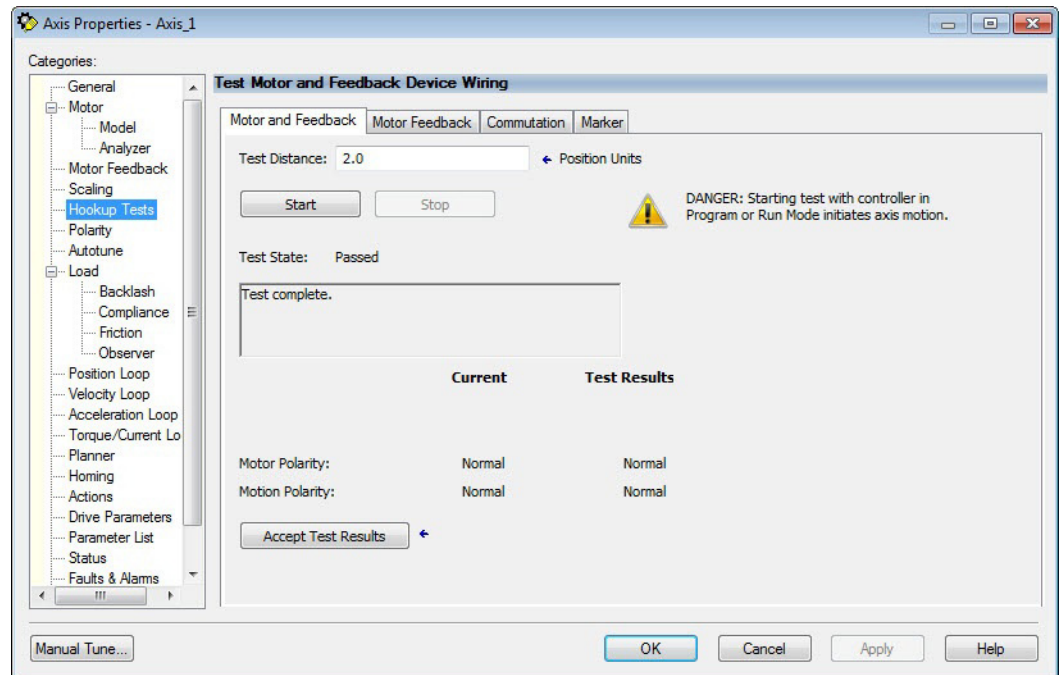 Axis Properties - Axis_1
Categories:
General
Motor
Model
Analyzer
Motor Feedback
Scaling
Hookup Tests
Polarity
Autotune
Load
Backlash
Compliance
Friction
Observer
Position Loop
Velocity Loop
Acceleration Loop
Torque/Current Lo
Planner
Homing
Actions
Drive Parameters
Parameter List
Status
Faults & Alarms
Test Motor and Feedback Device Wiring
Motor and Feedback Motor Feedback Commutation Marker
Test Distance: 2.0 Position Units
Start Stop
DANGER: Starting test with controller in
Program or Run Mode initiates axis motion.
Test State: Passed
Test complete.
Current Test Results
Motor Polarity: Normal Normal
Motion Polarity: Normal Normal
Accept Test Results
Manual Tune... OK Cancel Apply Help